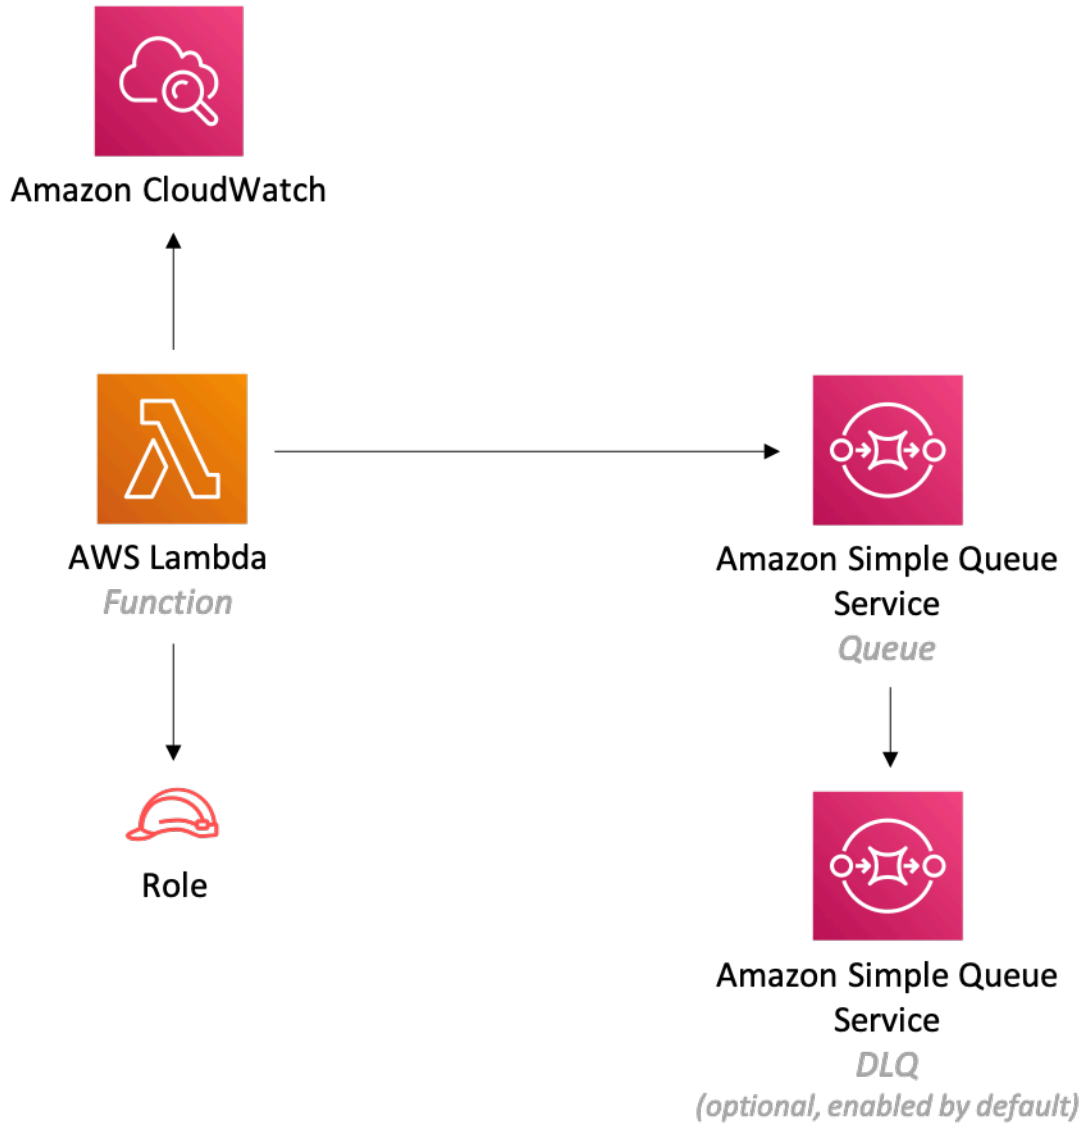 Amazon CloudWatch
AWS Lambda
Function
Amazon Simple Queue
Service
Queue
Role
Amazon Simple Queue
Service
DLQ
(optional, enabled by default)